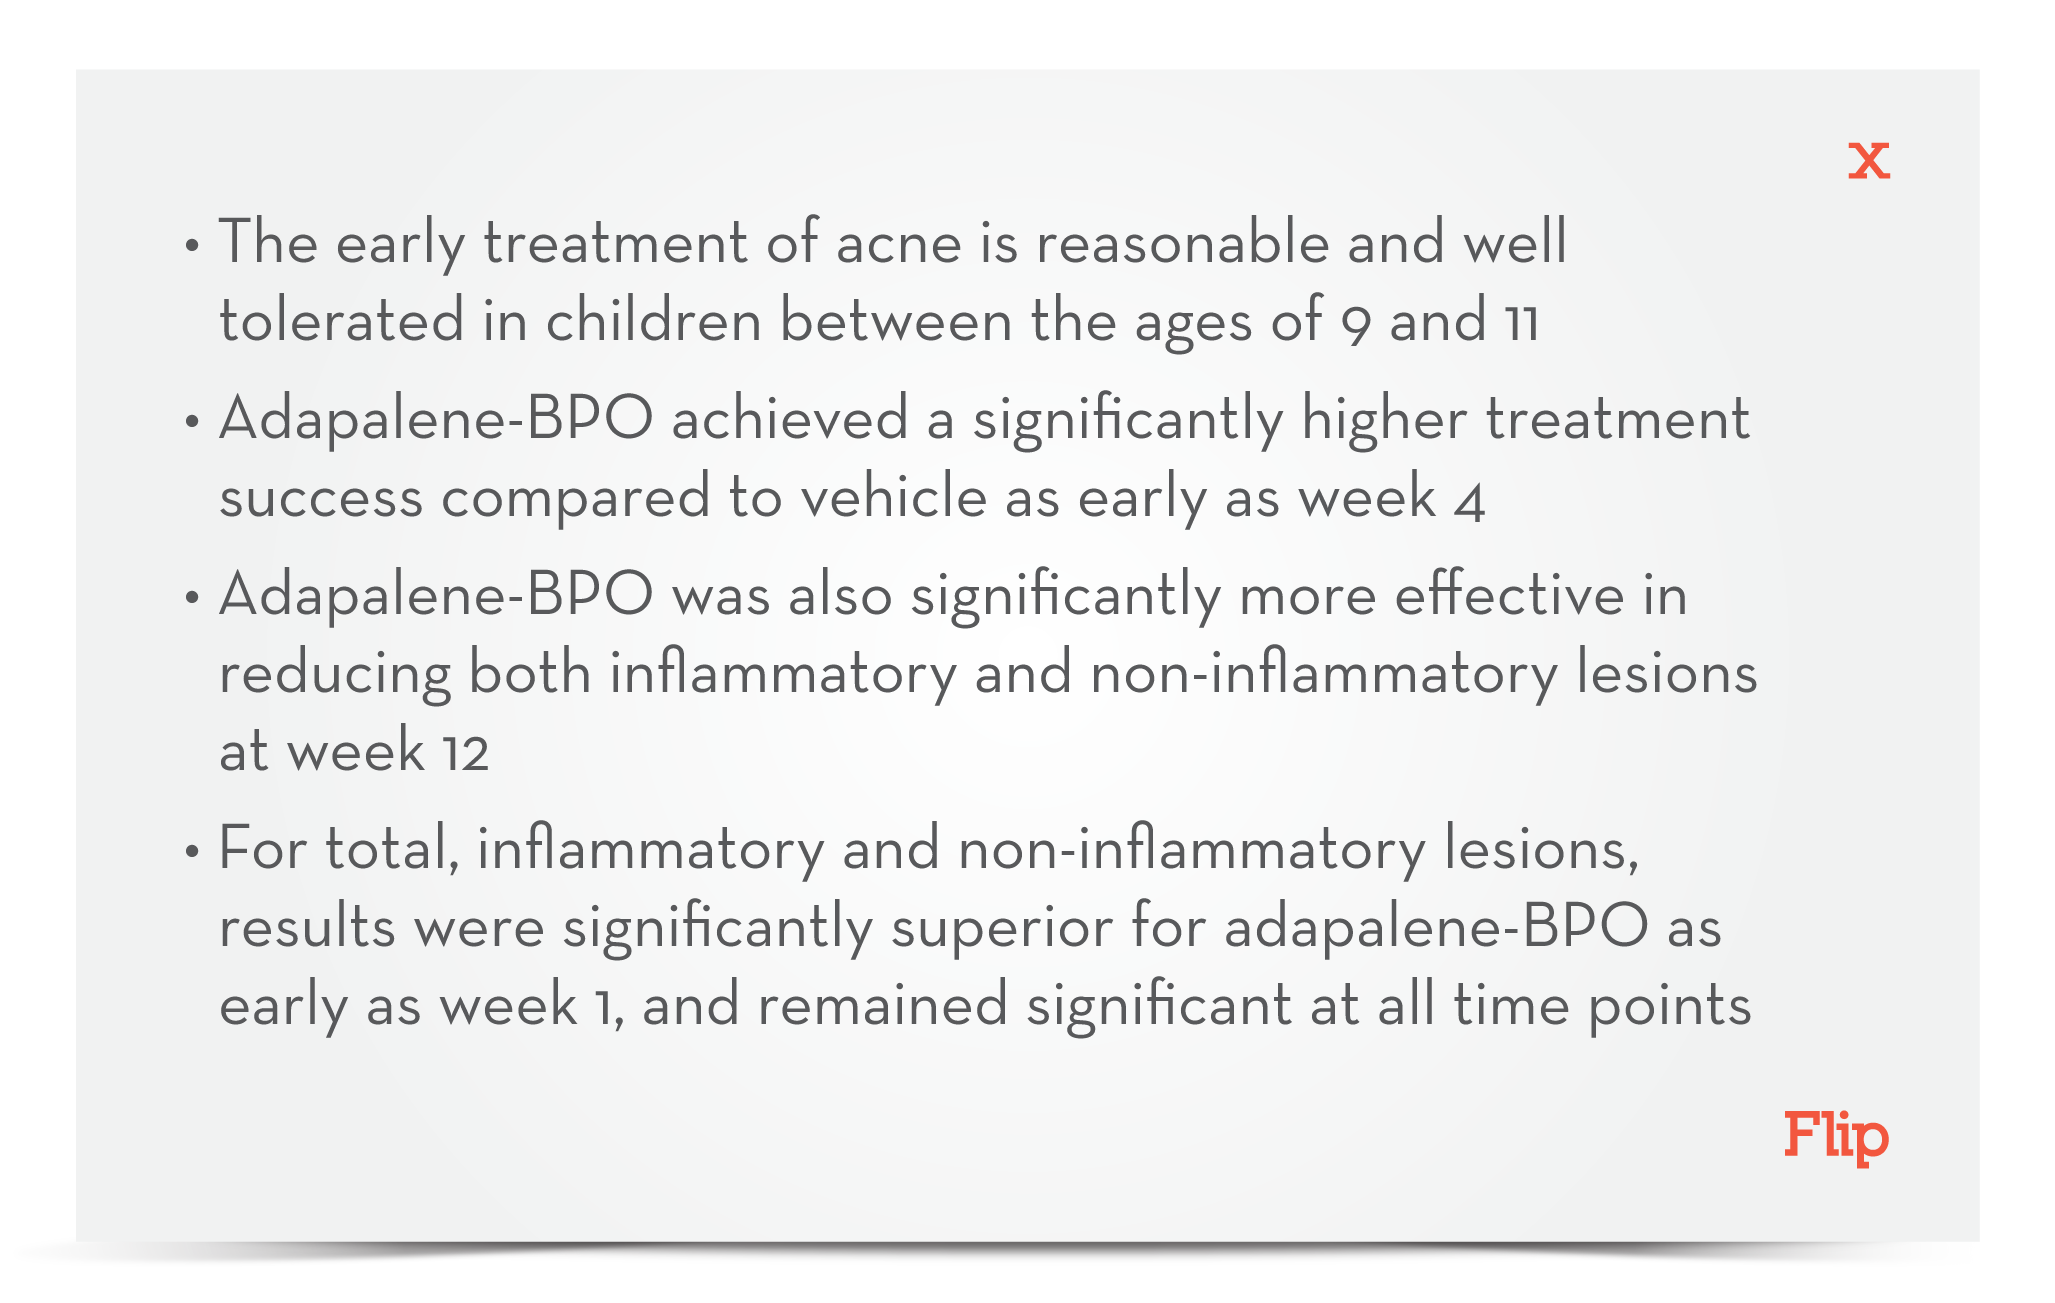 x
• The early treatment of acne is reasonable and well
tolerated in children between the ages of 9 and 11
• Adapalene-BPO achieved a significantly higher treatment
success compared to vehicle as early as week 4
• Adapalene-BPO was also significantly more effective in
reducing both inflammatory and non-inflammatory lesions
at week 12
• For total, inflammatory and non-inflammatory lesions,
results were significantly superior for adapalene-BPO as
early as week 1, and remained significant at all time points
Flip